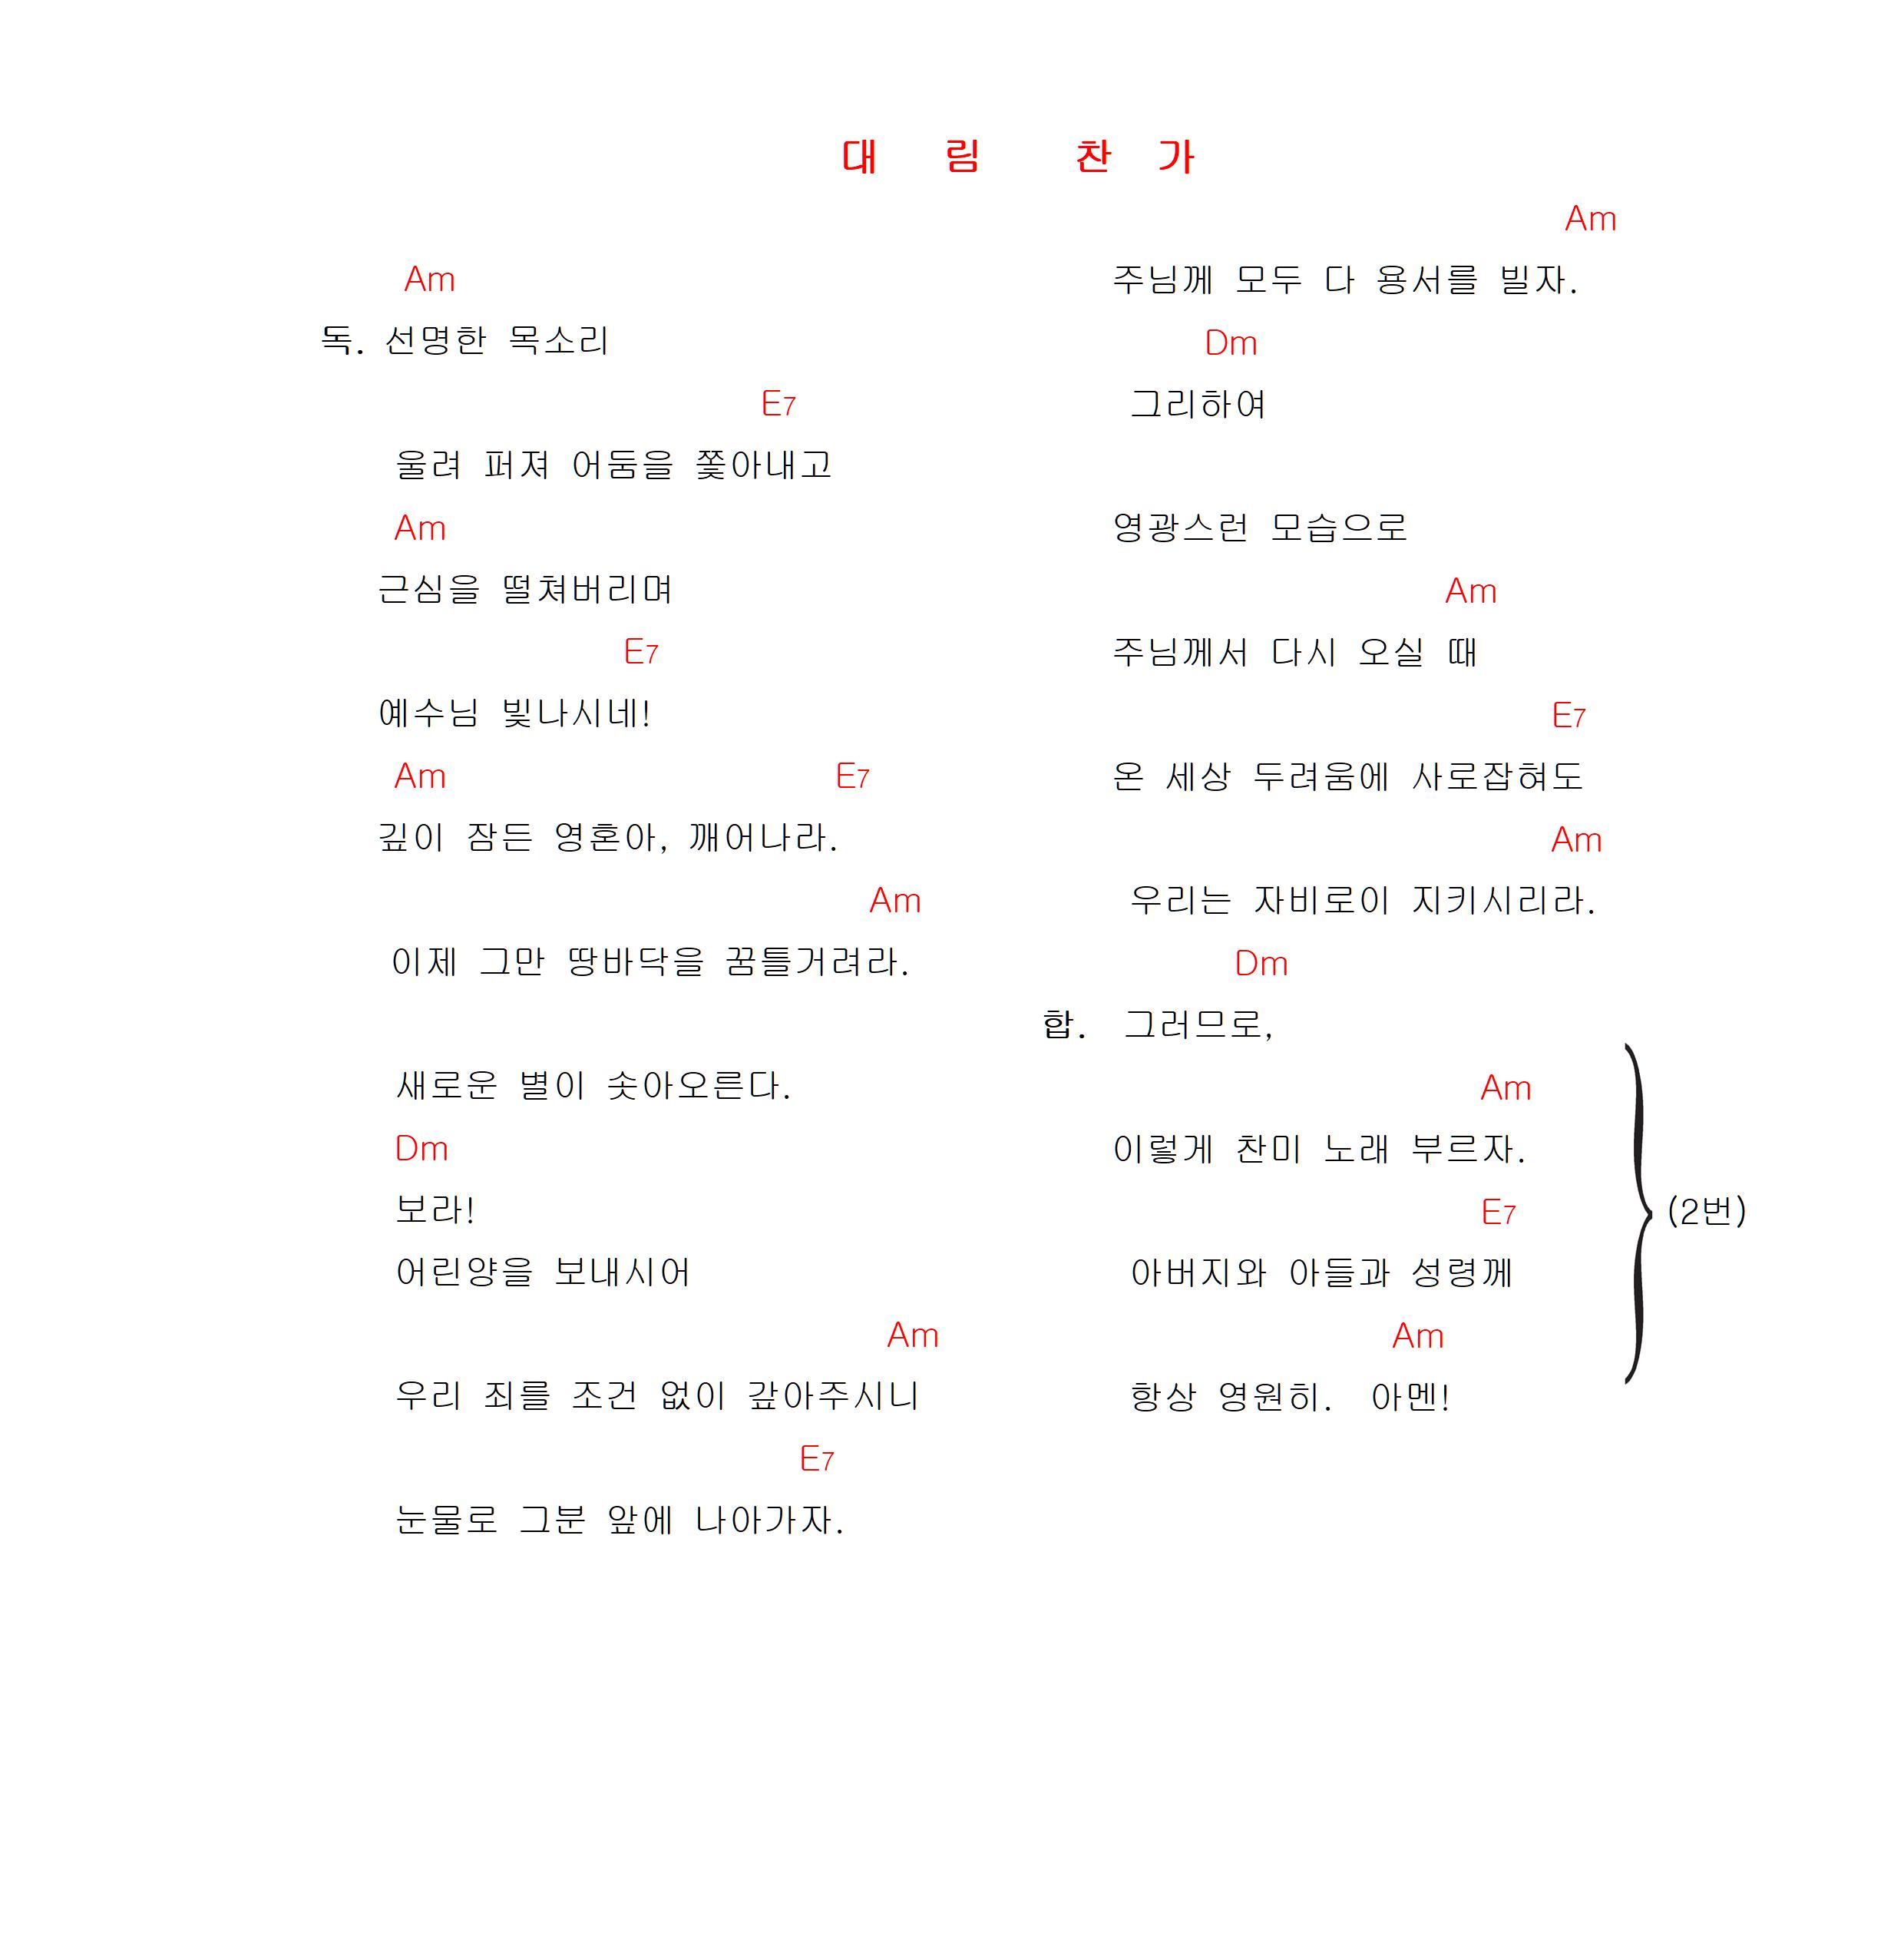 대 림 찬 가
Am
독. 선명한 목소리
E7
울려 퍼져 어둠을 쫓아내고
Am
근심을 떨쳐버리며
E7
예수님 빛나시네!
Am E7
깊이 잠든 영혼아, 깨어나라.
Am
이제 그만 땅바닥을 꿈틀거려라.
새로운 별이 솟아오른다.
Dm
보라!
어린양을 보내시어
Am
우리 죄를 조건 없이 갚아주시니
E7
눈물로 그분 앞에 나아가자.
Am
주님께 모두 다 용서를 빌자.
Dm
그리하여
영광스런 모습으로
Am
주님께서 다시 오실 때
E7
온 세상 두려움에 사로잡혀도
Am
우리는 자비로이 지키시리라.
Dm
합. 그러므로,
Am
이렇게 찬미 노래 부르자.
E7
아버지와 아들과 성령께
Am
항상 영원히. 아멘!
(2번)